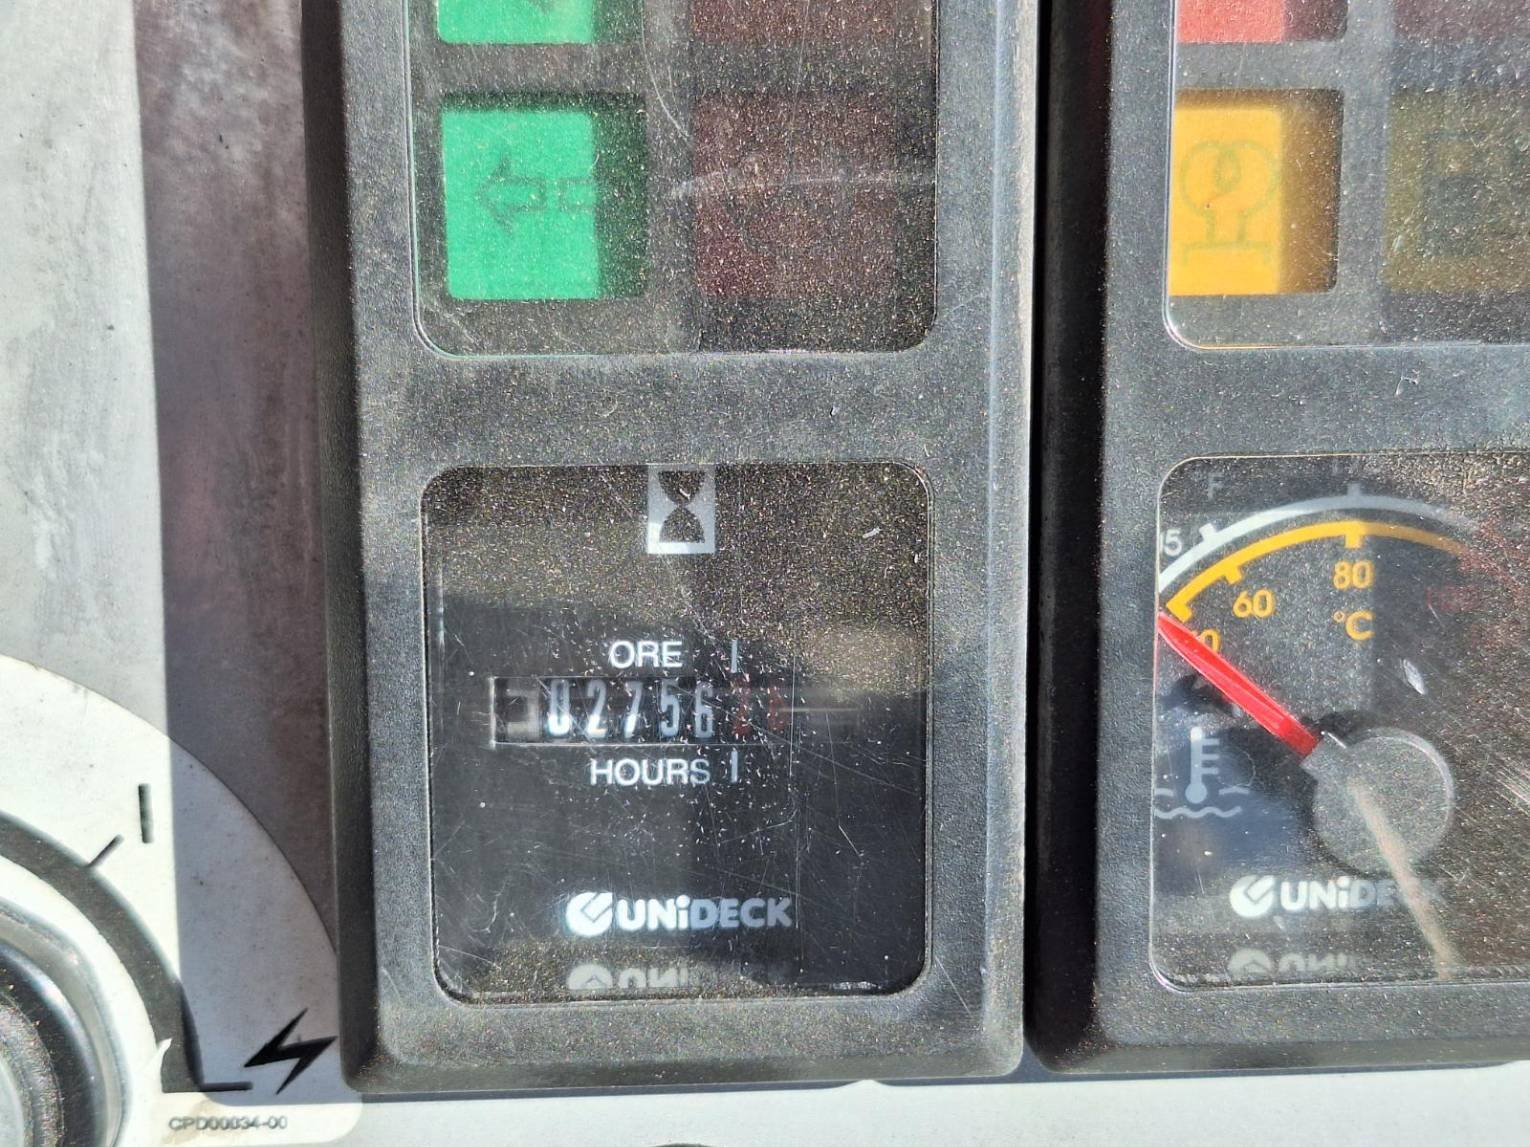 F
60
80
°C
ORE
02756
HOURS
UNiDECK
UNiDECK
CPD00034-00